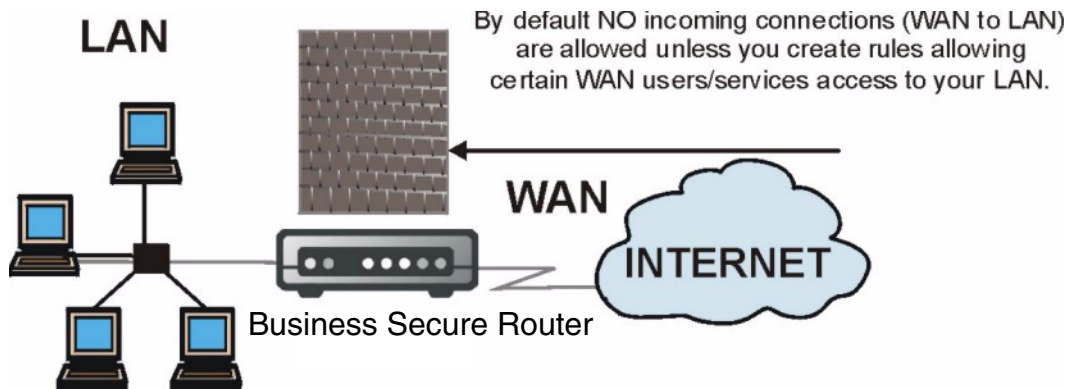 LAN
By default NO incoming connections (WAN to LAN)
are allowed unless you create rules allowing
certain WAN users/services access to your LAN.
WAN
INTERNET
Business Secure Router